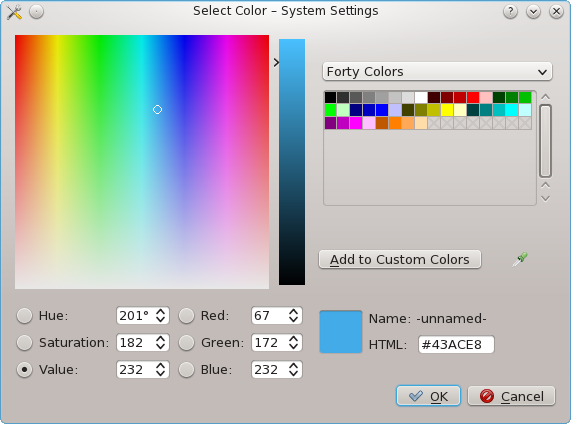 Select Color – System Settings
Forty Colors
Add to Custom Colors
Hue: 201° Red: 67 Name: -unnamed-
Saturation: 182 Green: 172 HTML: #43ACE8
Value: 232 Blue: 232
OK Cancel